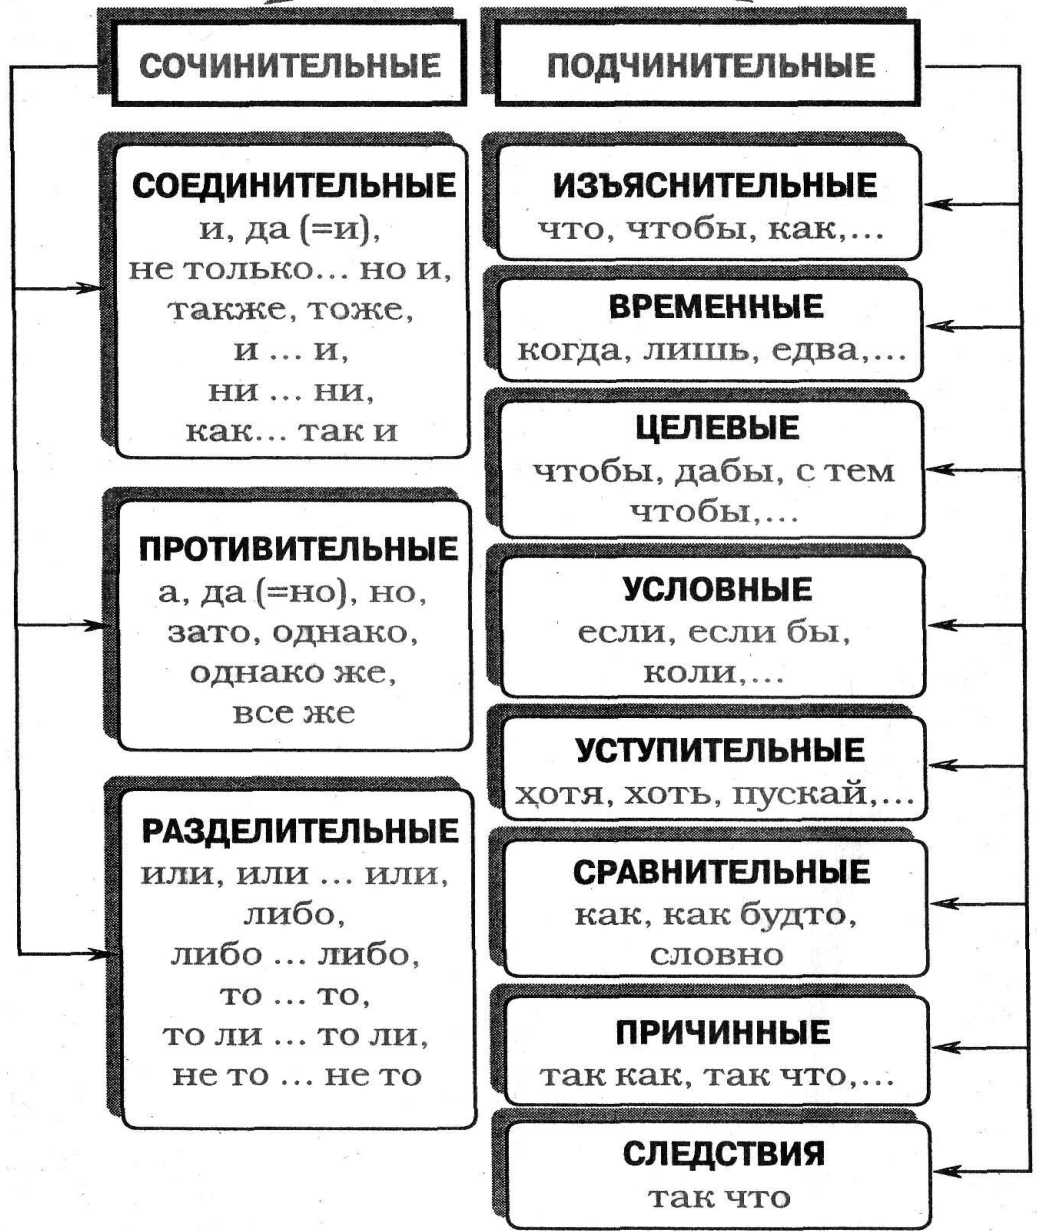 СОЧИНИТЕЛЬНЫЕ
СОЕДИНИТЕЛЬНЫЕ
и, да (=и),
не только... но и,
также, тоже,
и ... и,
ни ... ни,
как... так и
ПРОТИВИТЕЛЬНЫЕ
а, да (=но), но,
зато, однако,
однако же,
все же
РАЗДЕЛИТЕЛЬНЫЕ
или, или ... или,
либо,
либо ... либо,
то ... то,
то ли ... то ли,
не то ... не то
ПОДЧИНИТЕЛЬНЫЕ
ИЗЪЯСНИТЕЛЬНЫЕ
что, чтобы, как,...
ВРЕМЕННЫЕ
когда, лишь, едва,...
ЦЕЛЕВЫЕ
чтобы, дабы, с тем
чтобы,...
УСЛОВНЫЕ
если, если бы,
коли,...
УСТУПИТЕЛЬНЫЕ
хотя, хоть, пускай,...
СРАВНИТЕЛЬНЫЕ
как, как будто,
словно
ПРИЧИННЫЕ
так как, так что,...
СЛЕДСТВИЯ
так что